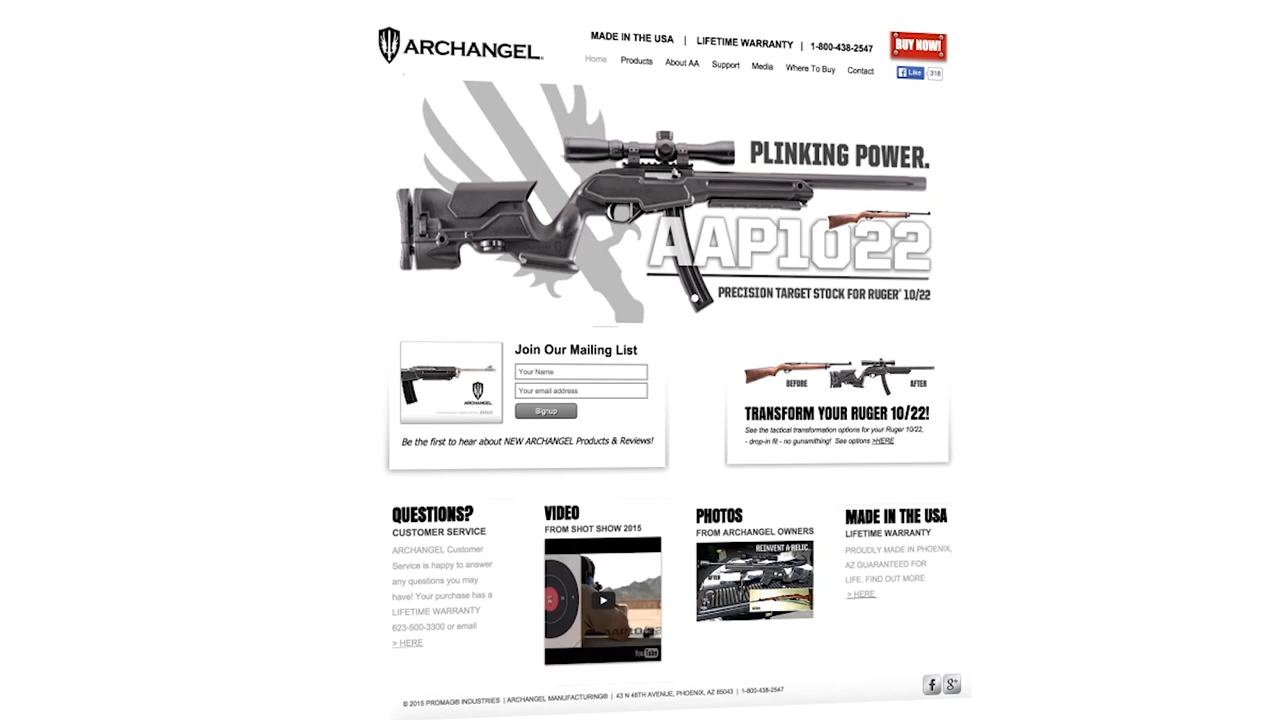 ARCHANGEL.
MADE IN THE USA | LIFETIME WARRANTY | 1-800-438-2547
BUY NOW!
Home Products About AA Support Media Where To Buy Contact
Like 318
PLINKING POWER.
AAP1022
PRECISION TARGET STOCK FOR RUGER® 10/22
Join Our Mailing List
Your Name
Your email address
Signup
ARCHANGEL
Be the first to hear about NEW ARCHANGEL Products & Reviews!
BEFORE AFTER
TRANSFORM YOUR RUGER 10/22!
See the tactical transformation options for your Ruger 10/22,
- drop-in fit - no gunsmithing! See options >HERE
QUESTIONS?
CUSTOMER SERVICE
ARCHANGEL Customer
Service is happy to answer
any questions you may
have! Your purchase has a
LIFETIME WARRANTY
623-500-3300 or email
> HERE
VIDEO
FROM SHOT SHOW 2015
AAP10/22
YouTube
PHOTOS
FROM ARCHANGEL OWNERS
REINVENT A RELIC.
AFTER
MADE IN THE USA
LIFETIME WARRANTY
PROUDLY MADE IN PHOENIX,
AZ GUARANTEED FOR
LIFE. FIND OUT MORE
> HERE
© 2015 PROMAG® INDUSTRIES | ARCHANGEL MANUFACTURING® | 43 N 48TH AVENUE, PHOENIX, AZ 85043 | 1-800-438-2547